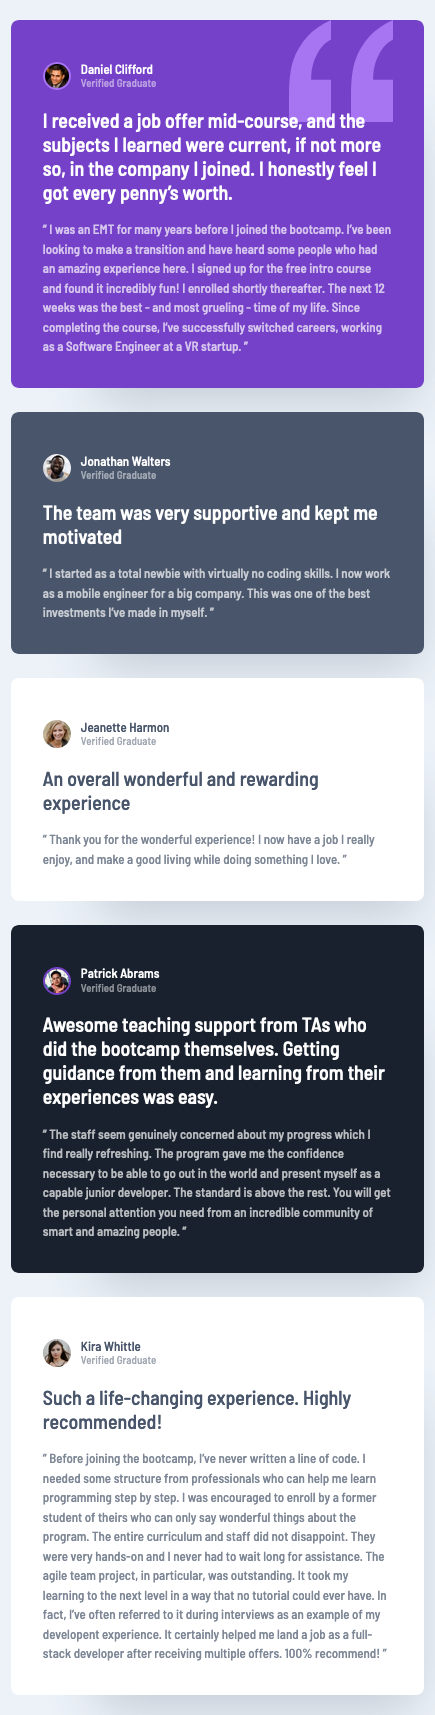 Daniel Clifford
Verified Graduate
I received a job offer mid-course, and the
subjects I learned were current, if not more
so, in the company I joined. I honestly feel I
got every penny’s worth.
“ I was an EMT for many years before I joined the bootcamp. I’ve been
looking to make a transition and have heard some people who had
an amazing experience here. I signed up for the free intro course
and found it incredibly fun! I enrolled shortly thereafter. The next 12
weeks was the best - and most grueling - time of my life. Since
completing the course, I’ve successfully switched careers, working
as a Software Engineer at a VR startup. ”
Jonathan Walters
Verified Graduate
The team was very supportive and kept me
motivated
“ I started as a total newbie with virtually no coding skills. I now work
as a mobile engineer for a big company. This was one of the best
investments I’ve made in myself. ”
Jeanette Harmon
Verified Graduate
An overall wonderful and rewarding
experience
“ Thank you for the wonderful experience! I now have a job I really
enjoy, and make a good living while doing something I love. ”
Patrick Abrams
Verified Graduate
Awesome teaching support from TAs who
did the bootcamp themselves. Getting
guidance from them and learning from their
experiences was easy.
“ The staff seem genuinely concerned about my progress which I
find really refreshing. The program gave me the confidence
necessary to be able to go out in the world and present myself as a
capable junior developer. The standard is above the rest. You will get
the personal attention you need from an incredible community of
smart and amazing people. ”
Kira Whittle
Verified Graduate
Such a life-changing experience. Highly
recommended!
“ Before joining the bootcamp, I’ve never written a line of code. I
needed some structure from professionals who can help me learn
programming step by step. I was encouraged to enroll by a former
student of theirs who can only say wonderful things about the
program. The entire curriculum and staff did not disappoint. They
were very hands-on and I never had to wait long for assistance. The
agile team project, in particular, was outstanding. It took my
learning to the next level in a way that no tutorial could ever have. In
fact, I’ve often referred to it during interviews as an example of my
developent experience. It certainly helped me land a job as a full-
stack developer after receiving multiple offers. 100% recommend! ”